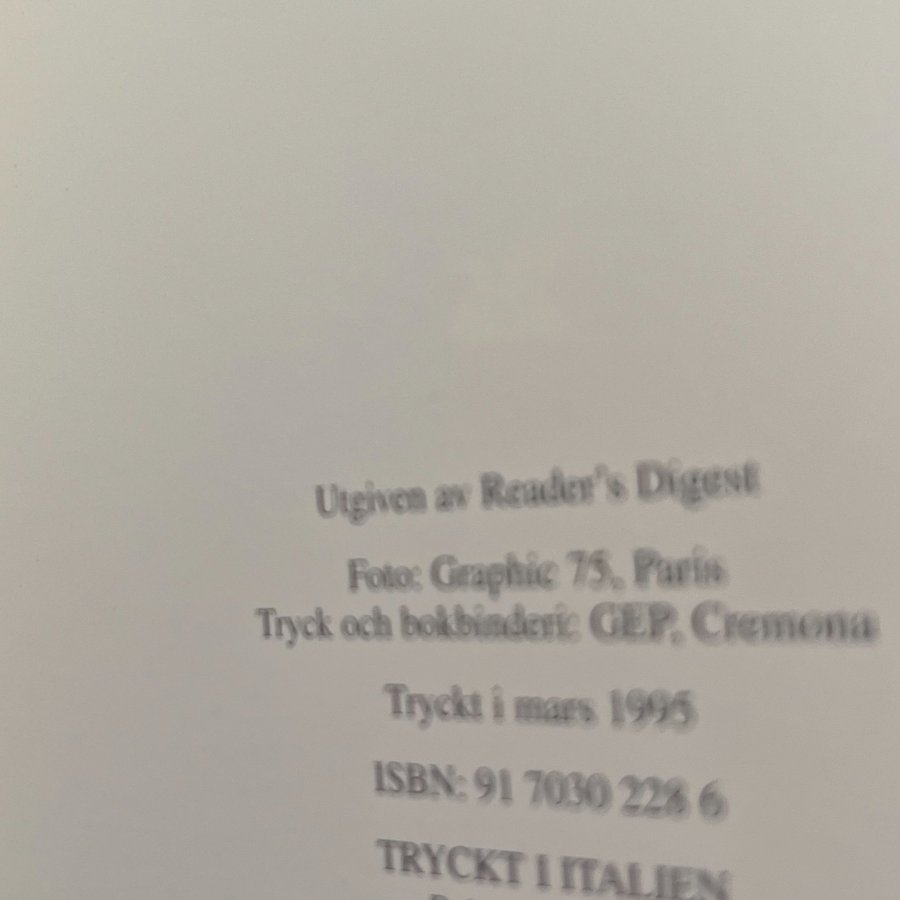 Utgiven av Reader's Digest
Foto: Graphic 75, Paris
Tryck och bokbinderi: GEP, Cremona
Tryckt i mars 1995
ISBN: 91 7030 228 6
TRYCKT I ITALIEN